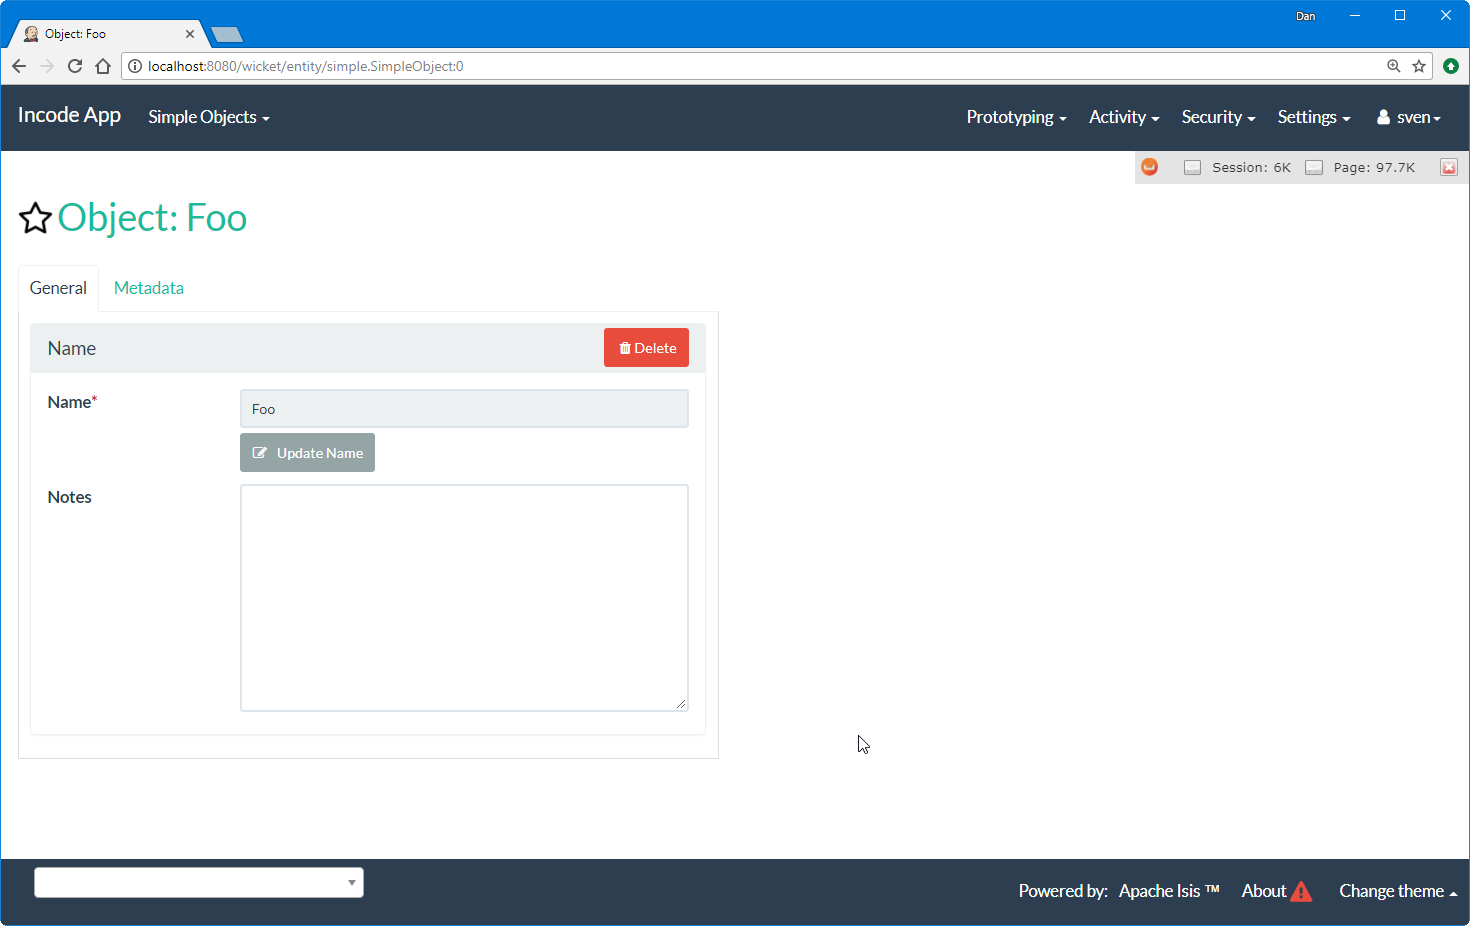 Dan
Object: Foo
localhost:8080/wicket/entity/simple.SimpleObject:0
Incode App Simple Objects Prototyping Activity Security Settings sven
Session: 6K Page: 97.7K
Object: Foo
General Metadata
Name Delete
Name* Foo
Update Name
Notes
Powered by: Apache Isis ™ About Change theme